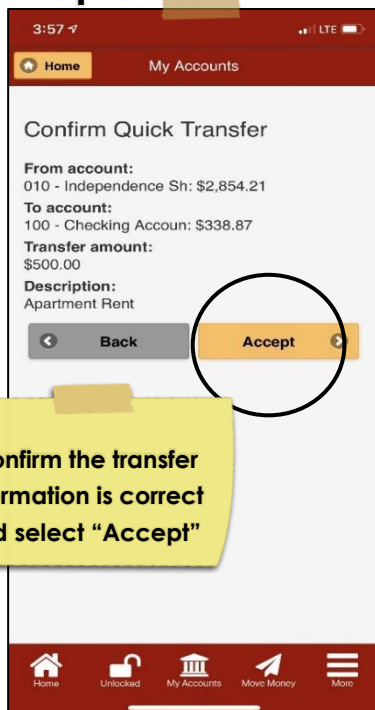 3:57
LTE
Home
My Accounts
Confirm Quick Transfer
From account:
010 - Independence Sh: $2,854.21
To account:
100 - Checking Accoun: $338.87
Transfer amount:
$500.00
Description:
Apartment Rent
Back
Accept
onfirm the transfer
rmation is correct
d select “Accept”
Home
Unlocked
My Accounts
Move Money
More